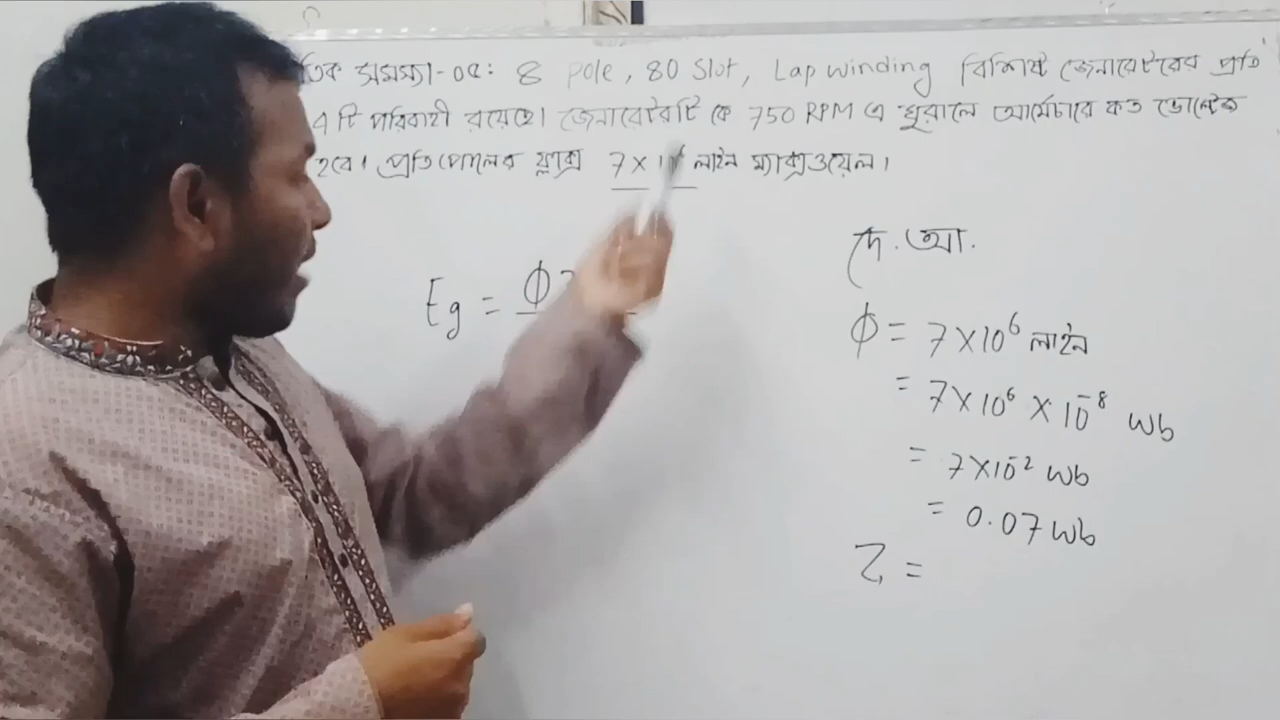 সমস্যা-০৫: 8 Pole, 80 Slot, Lap winding বিশিষ্ট জেনারেটরের প্রতি
টি পরিবাহী রয়েছে। জেনারেটরটি কে 750 RPM এ ঘুরালে আর্মেচারে কত ভোল্টেজ
হবে। প্রতি পোলের ফ্লাক্স 7 × লাইন ম্যাক্সওয়েল।
দে.আ.
Eg = Φ
Φ = 7×10⁶ লাইন
= 7×10⁶ × 10⁻⁸ Wb
= 7×10⁻² Wb
= 0.07 Wb
Z =